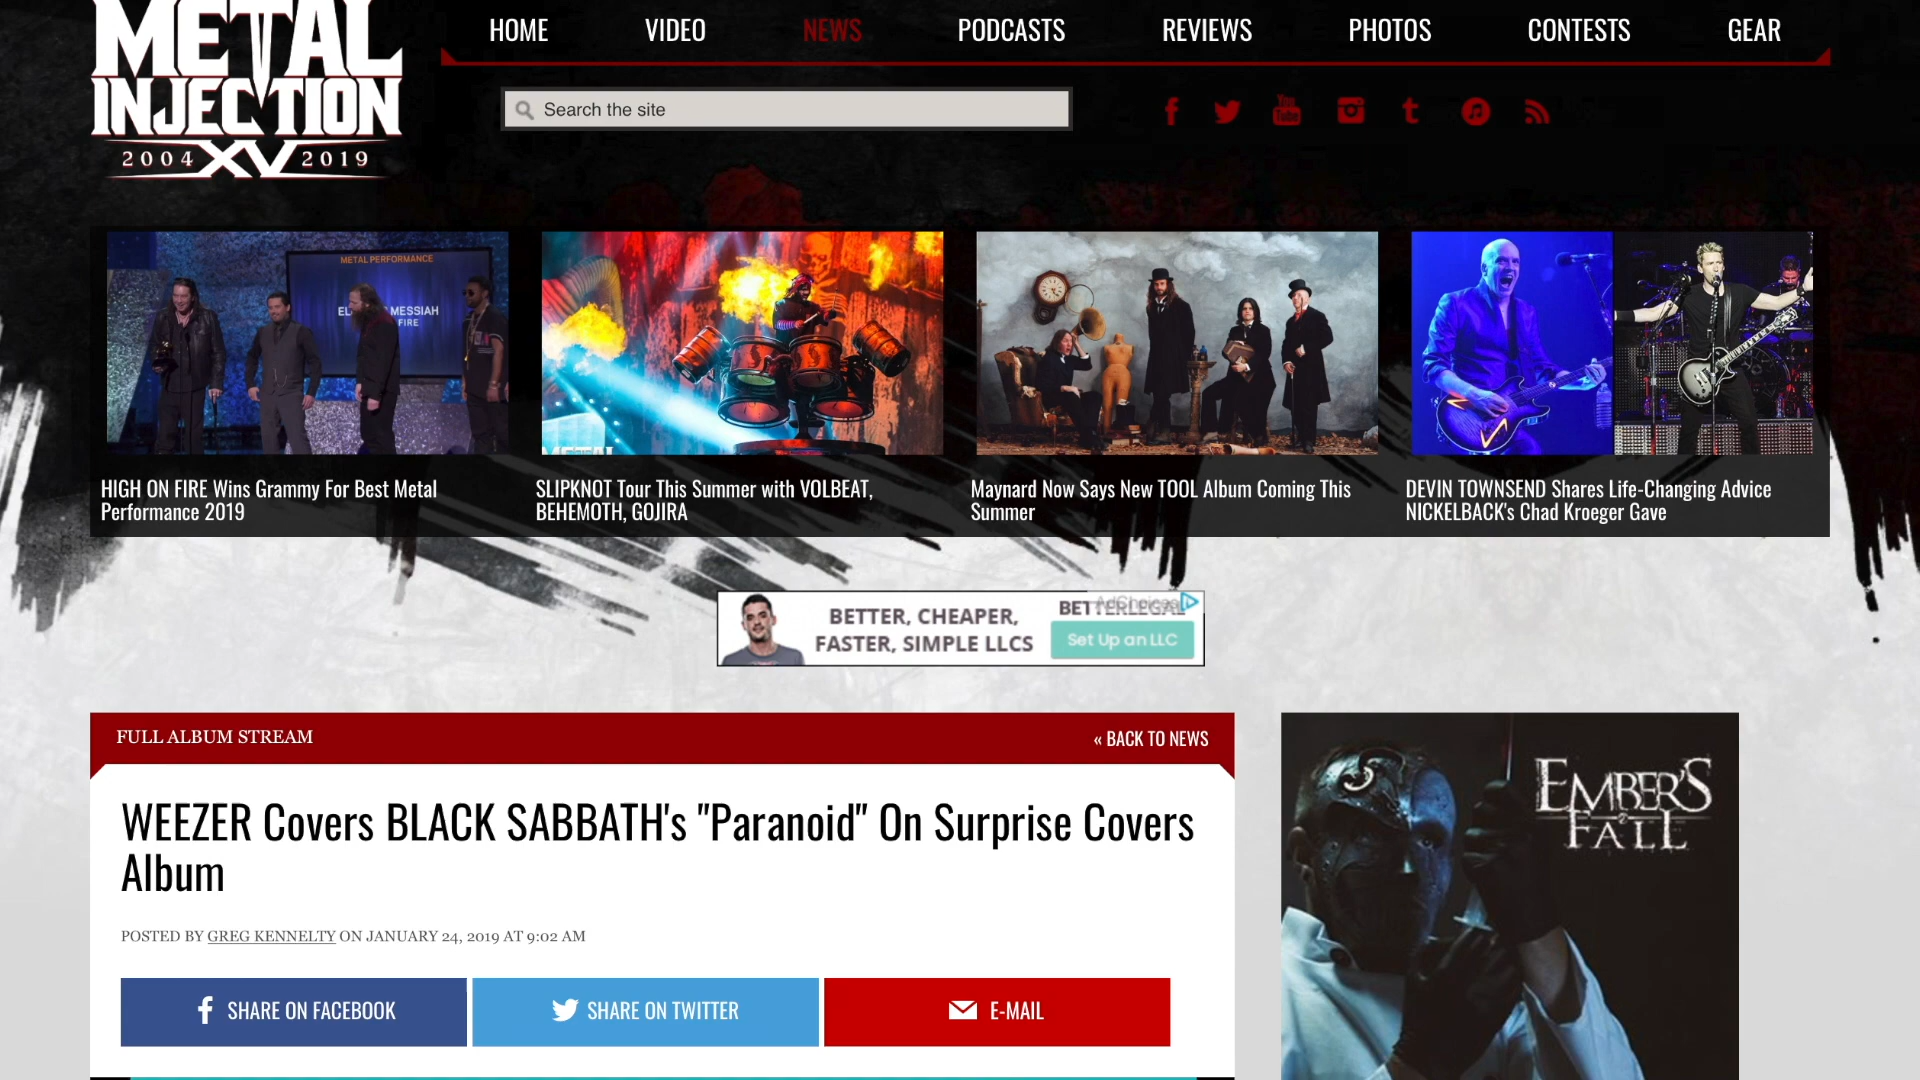 METAL
INJECTION
2004 XV 2019
HOME VIDEO NEWS PODCASTS REVIEWS PHOTOS CONTESTS GEAR
Search the site
You
Tube
METAL PERFORMANCE
MESSIAH
FIRE
HIGH ON FIRE Wins Grammy For Best Metal
Performance 2019
SLIPKNOT Tour This Summer with VOLBEAT,
BEHEMOTH, GOJIRA
Maynard Now Says New TOOL Album Coming This
Summer
DEVIN TOWNSEND Shares Life-Changing Advice
NICKELBACK's Chad Kroeger Gave
BETTER, CHEAPER,
FASTER, SIMPLE LLCS
BETTERLEGAL
AdChoices
Set Up an LLC
FULL ALBUM STREAM
« BACK TO NEWS
WEEZER Covers BLACK SABBATH's "Paranoid" On Surprise Covers
Album
POSTED BY GREG KENNELTY ON JANUARY 24, 2019 AT 9:02 AM
SHARE ON FACEBOOK
SHARE ON TWITTER
E-MAIL
EMBER'S
FALL